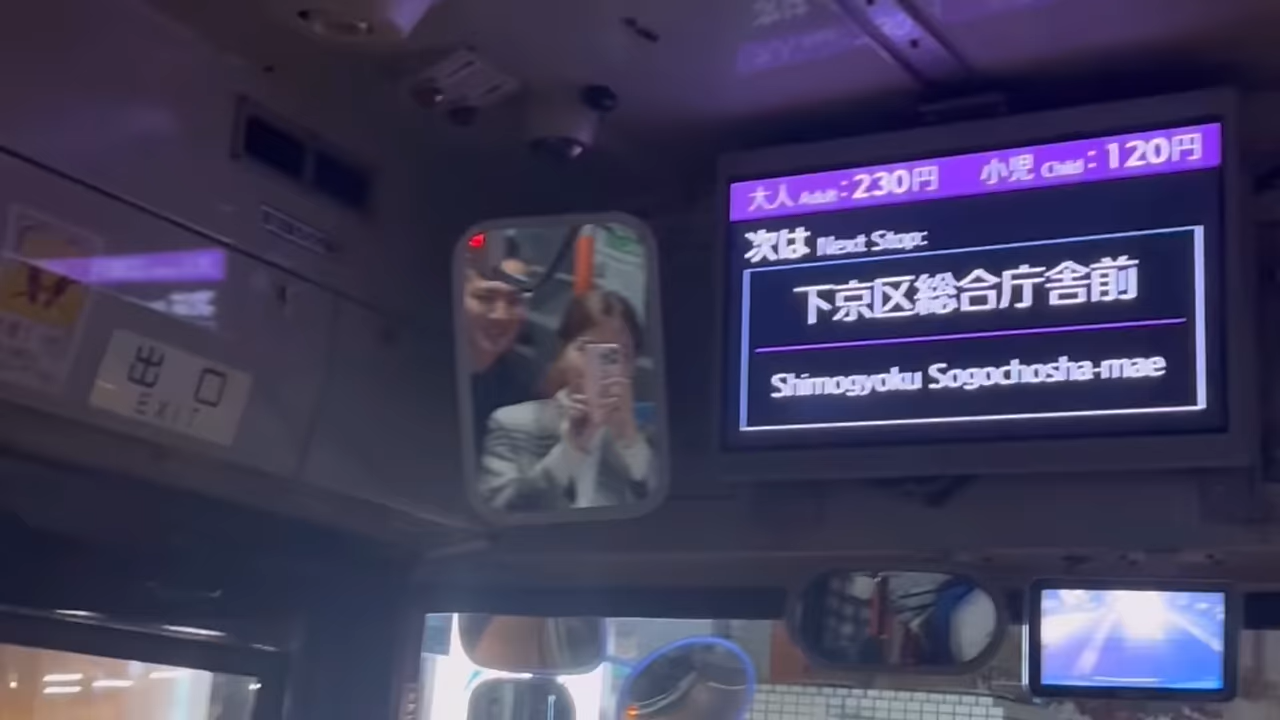 大人 Adult: 230円 小児 Child: 120円
次は Next Stop:
下京区総合庁舎前
Shimogyoku Sogochosha-mae
出口
EXIT